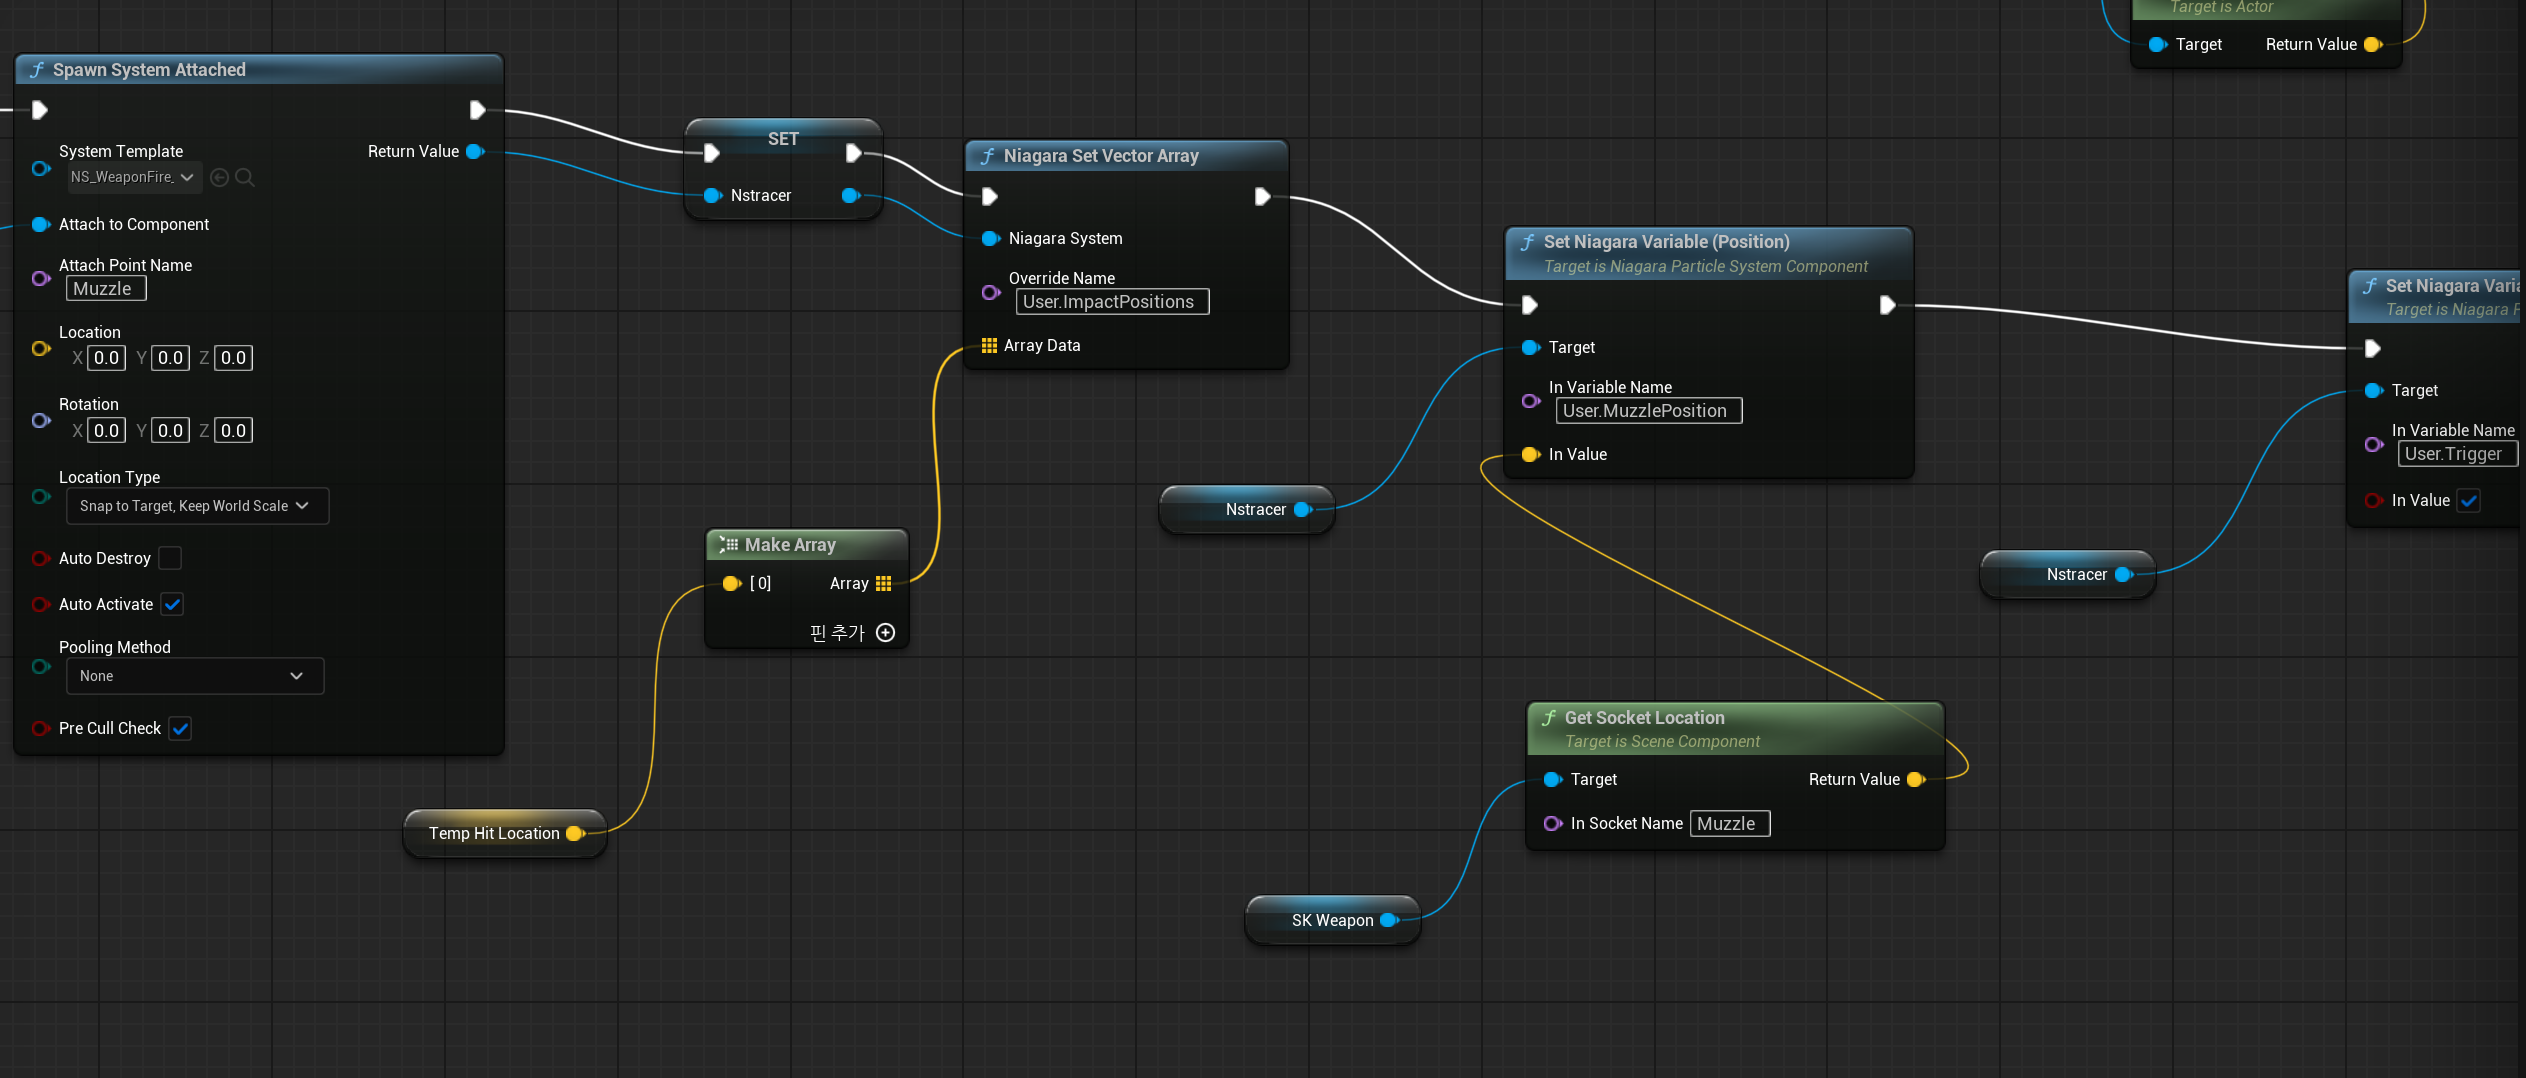 Target is Actor
Target
Return Value
Spawn System Attached
System Template
NS_WeaponFire_
Return Value
Attach to Component
Attach Point Name
Muzzle
Location
X 0.0 Y 0.0 Z 0.0
Rotation
X 0.0 Y 0.0 Z 0.0
Location Type
Snap to Target, Keep World Scale
Auto Destroy
Auto Activate
Pooling Method
None
Pre Cull Check
SET
Nstracer
Niagara Set Vector Array
Niagara System
Override Name
User.ImpactPositions
Array Data
Make Array
[0]
Array
핀 추가
Temp Hit Location
Set Niagara Variable (Position)
Target is Niagara Particle System Component
Target
In Variable Name
User.MuzzlePosition
In Value
Nstracer
Get Socket Location
Target is Scene Component
Target
Return Value
In Socket Name Muzzle
SK Weapon
Set Niagara Varia
Target is Niagara P
Target
In Variable Name
User.Trigger
In Value
Nstracer